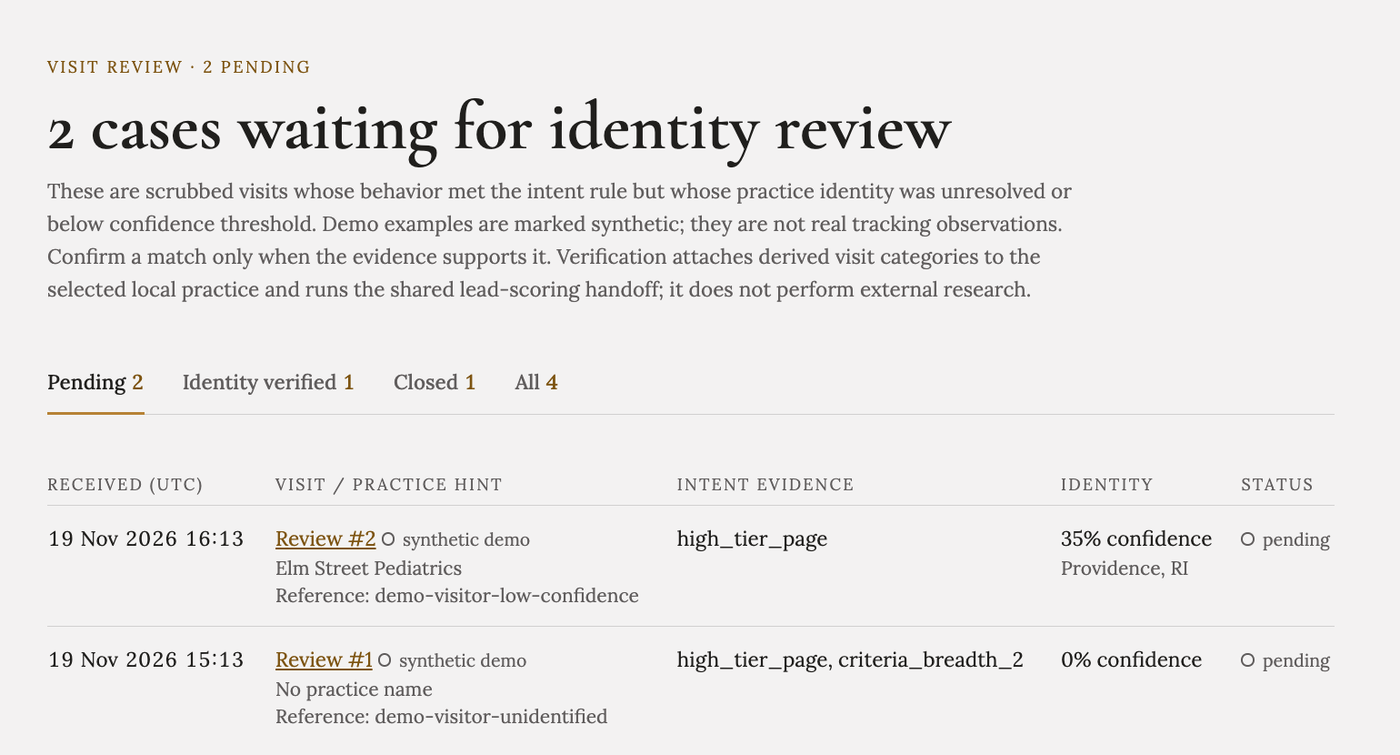 VISIT REVIEW · 2 PENDING
2 cases waiting for identity review
These are scrubbed visits whose behavior met the intent rule but whose practice identity was unresolved or
below confidence threshold. Demo examples are marked synthetic; they are not real tracking observations.
Confirm a match only when the evidence supports it. Verification attaches derived visit categories to the
selected local practice and runs the shared lead-scoring handoff; it does not perform external research.
Pending 2 Identity verified 1 Closed 1 All 4
RECEIVED (UTC) VISIT / PRACTICE HINT INTENT EVIDENCE IDENTITY STATUS
19 Nov 2026 16:13 Review #2 synthetic demo high_tier_page 35% confidence pending
Elm Street Pediatrics Providence, RI
Reference: demo-visitor-low-confidence
19 Nov 2026 15:13 Review #1 synthetic demo high_tier_page, criteria_breadth_2 0% confidence pending
No practice name
Reference: demo-visitor-unidentified